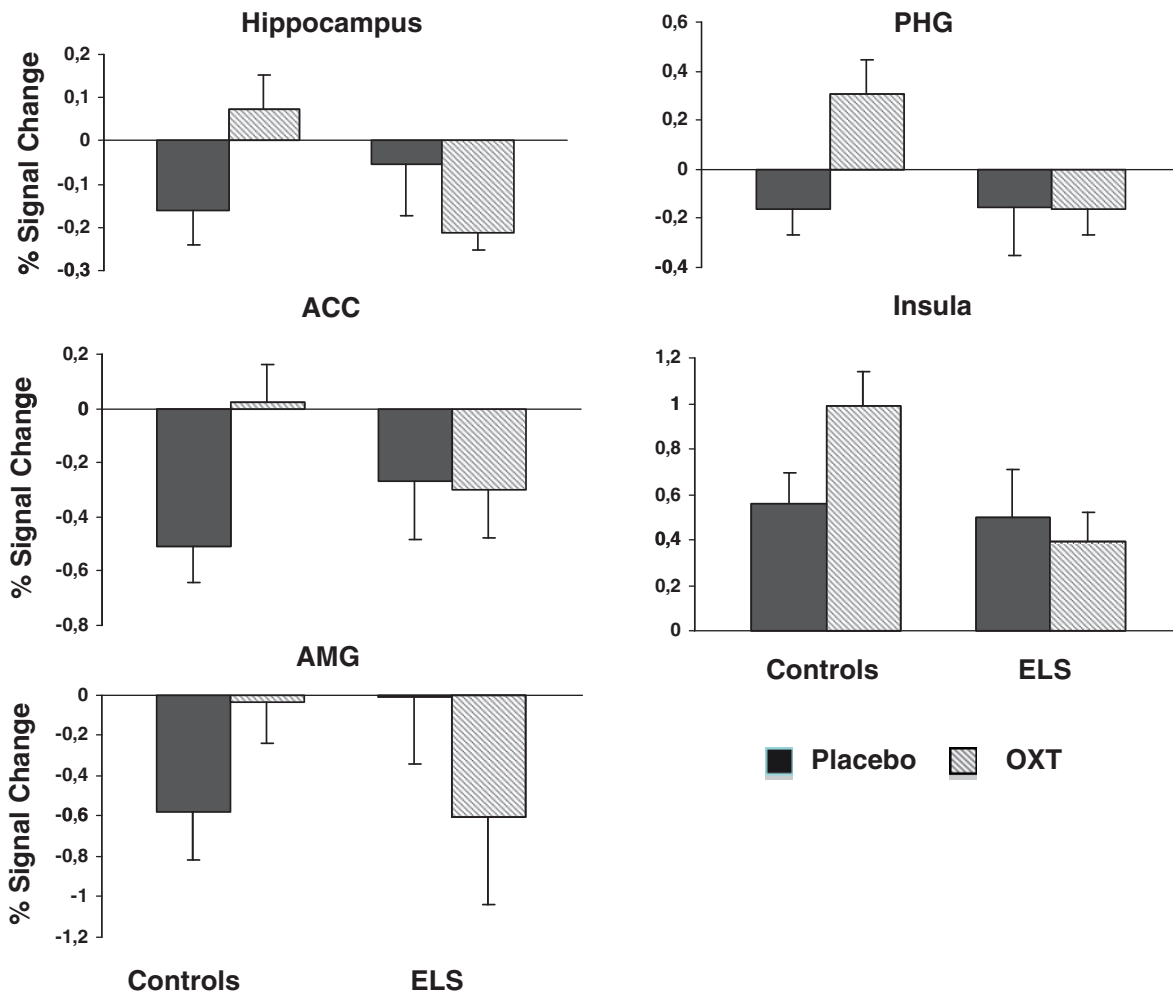 Hippocampus
% Signal Change
0,2
0,1
0
-0,1
-0,2
-0,3
PHG
0,6
0,4
0,2
0
-0,2
-0,4
ACC
% Signal Change
0,2
0
-0,2
-0,4
-0,6
-0,8
Insula
1,2
1
0,8
0,6
0,4
0,2
0
Controls ELS
AMG
% Signal Change
0
-0,2
-0,4
-0,6
-0,8
-1
-1,2
Controls ELS
Placebo OXT